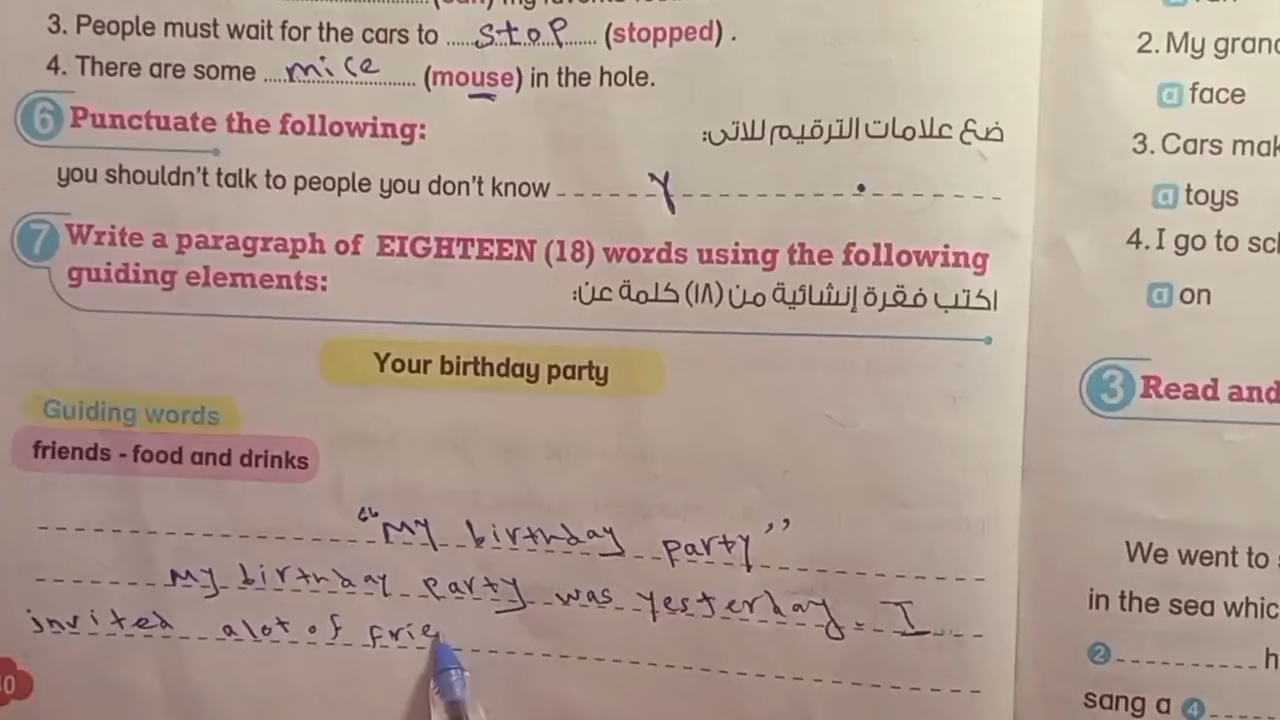 3. People must wait for the cars to ...... stop ...... (stopped) .
4. There are some ...... mice ...... (mouse) in the hole.
6 Punctuate the following:
ضع علامات الترقيم للاتى:
you shouldn't talk to people you don't know Y .
7 Write a paragraph of EIGHTEEN (18) words using the following
guiding elements:
اكتب فقرة إنشائية من (١٨) كلمة عن:
Your birthday party
Guiding words
friends - food and drinks
"My birthday party"
My birthday party was yesterday. I
invited alot of frie
2. My
a face
3. Cars
a toys
4. I go to
a on
3 Read and
We went to
in the sea
2
sang a 4